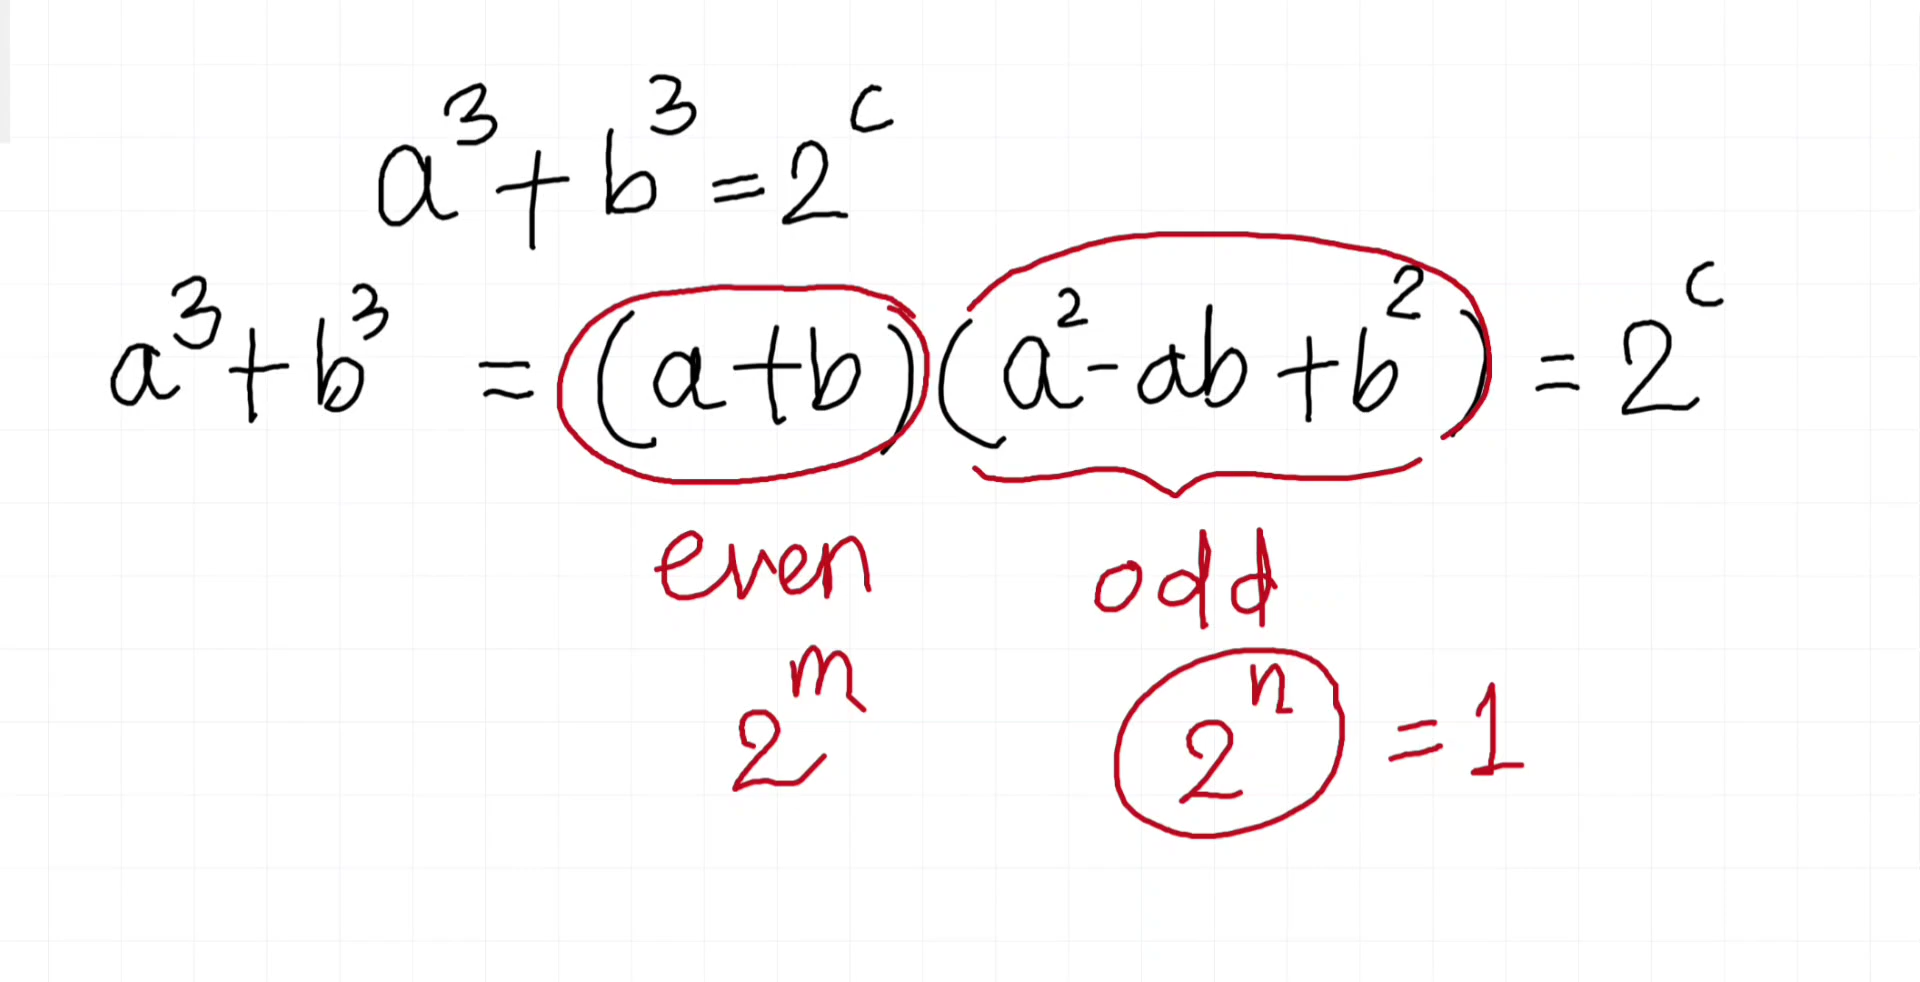 a³+b³=2ᶜ
a³+b³ = (a+b)(a²-ab+b²) = 2ᶜ
even odd
2ᵐ 2ⁿ = 1